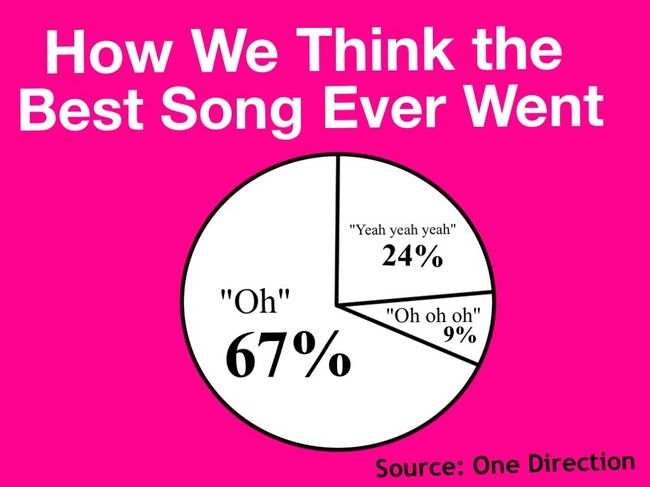 How We Think the
Best Song Ever Went
"Yeah yeah yeah"
24%
"Oh oh oh"
9%
"Oh"
67%
Source: One Direction